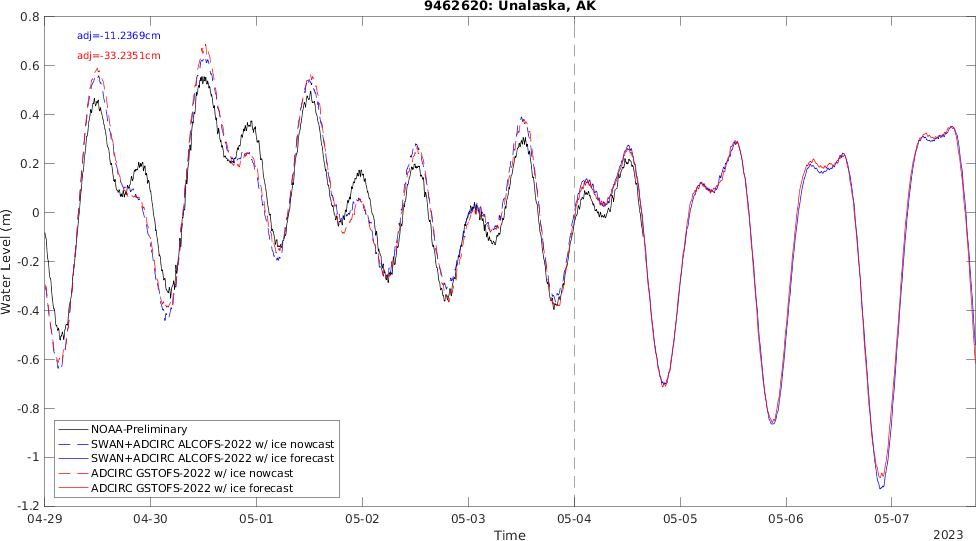 9462620: Unalaska, AK
adj=-11.2369cm
adj=-33.2351cm
0.8
0.6
0.4
0.2
0
-0.2
-0.4
-0.6
-0.8
-1
-1.2
Water Level (m)
NOAA-Preliminary
SWAN+ADCIRC ALCOFS-2022 w/ ice nowcast
SWAN+ADCIRC ALCOFS-2022 w/ ice forecast
ADCIRC GSTOFS-2022 w/ ice nowcast
ADCIRC GSTOFS-2022 w/ ice forecast
04-29 04-30 05-01 05-02 05-03 05-04 05-05 05-06 05-07
Time
2023